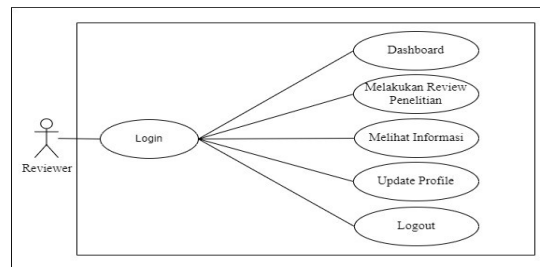 Dashboard
Melakukan Review
Penelitian
Login
Melihat Informasi
Reviewer
Update Profile
Logout